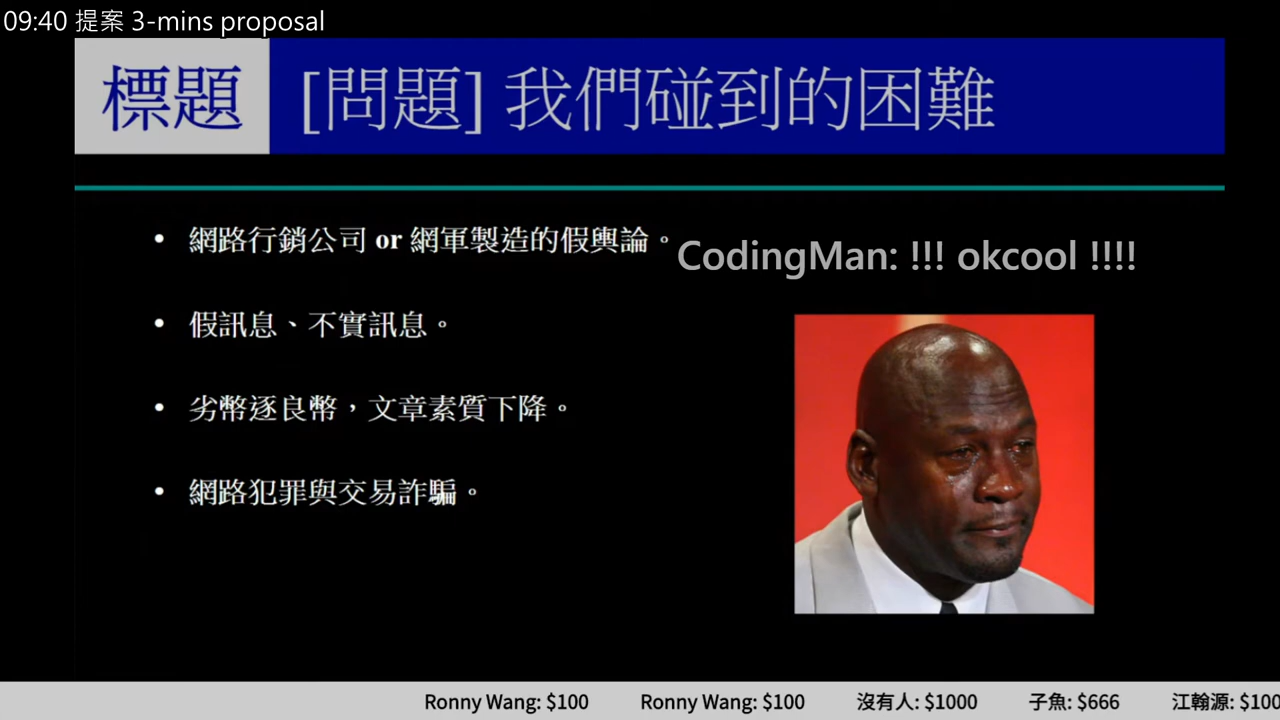 09:40 提案 3-mins proposal
標題 [問題] 我們碰到的困難
• 網路行銷公司 or 網軍製造的假輿論。
CodingMan: !!! okcool !!!!
• 假訊息、不實訊息。
• 劣幣逐良幣，文章素質下降。
• 網路犯罪與交易詐騙。
Ronny Wang: $100 Ronny Wang: $100 沒有人: $1000 子魚: $666 江翰源: $100